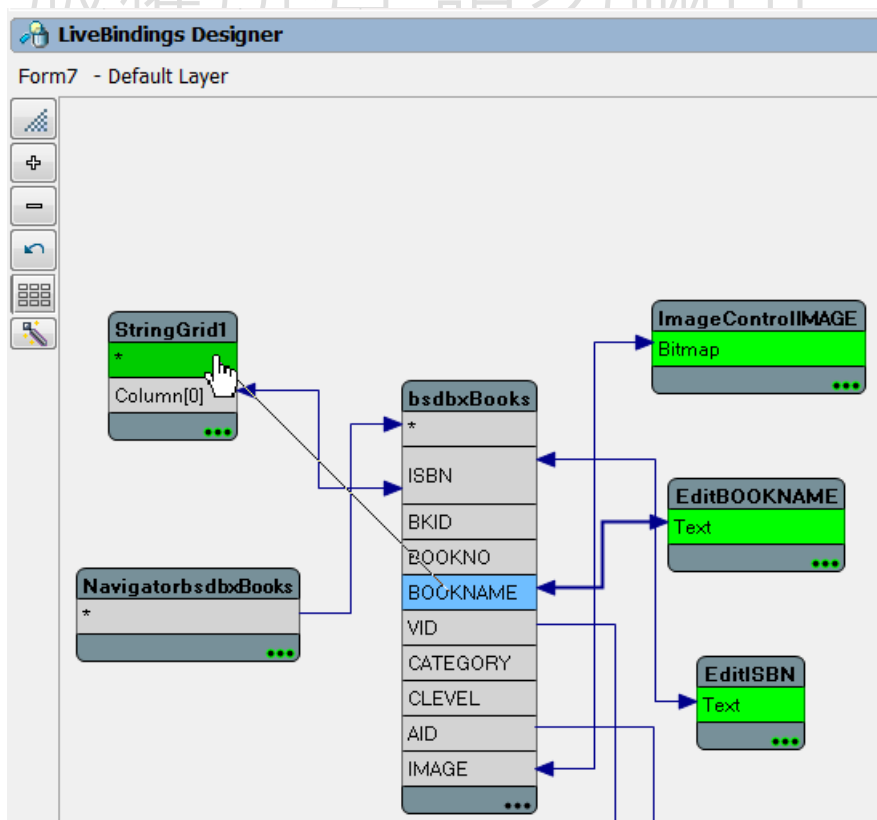 LiveBindings Designer
Form7 - Default Layer
StringGrid1
*
Column[0]
NavigatorbsdbxBooks
*
bsdbxBooks
*
ISBN
BKID
BOOKNO
BOOKNAME
VID
CATEGORY
CLEVEL
AID
IMAGE
ImageControlIMAGE
Bitmap
EditBOOKNAME
Text
EditISBN
Text